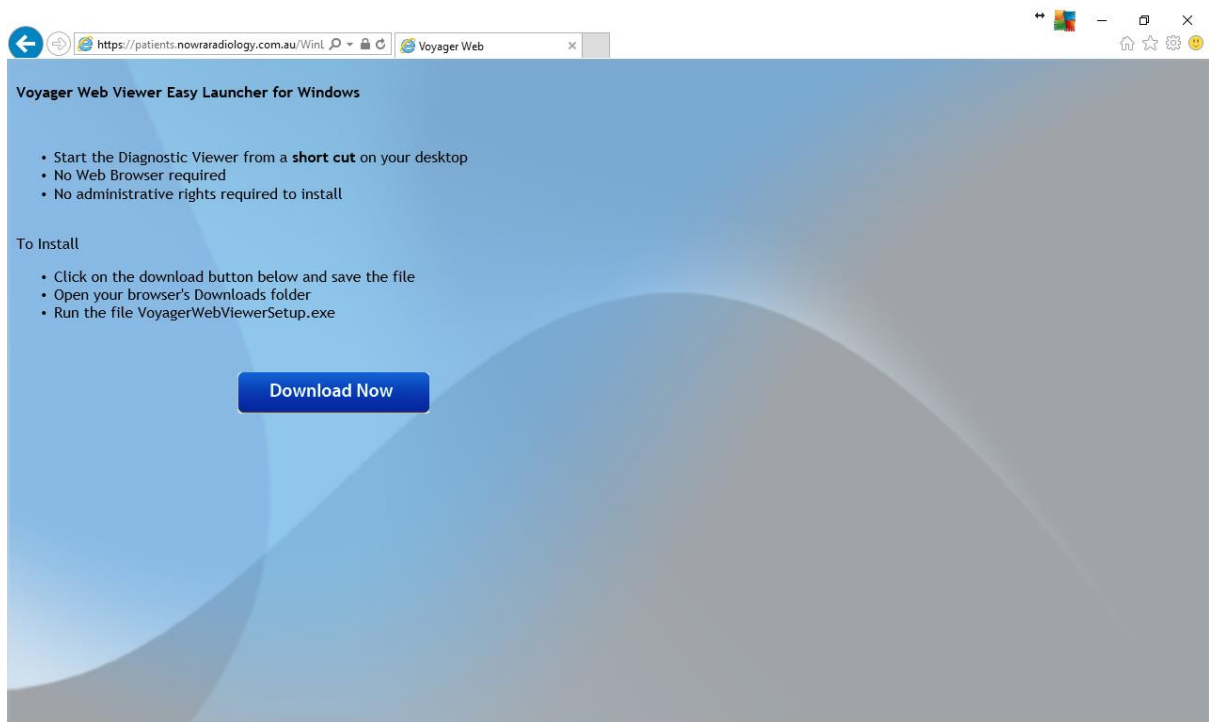 https://patients.nowraradiology.com.au/WinL
Voyager Web
Voyager Web Viewer Easy Launcher for Windows
• Start the Diagnostic Viewer from a short cut on your desktop
• No Web Browser required
• No administrative rights required to install
To Install
• Click on the download button below and save the file
• Open your browser's Downloads folder
• Run the file VoyagerWebViewerSetup.exe
Download Now